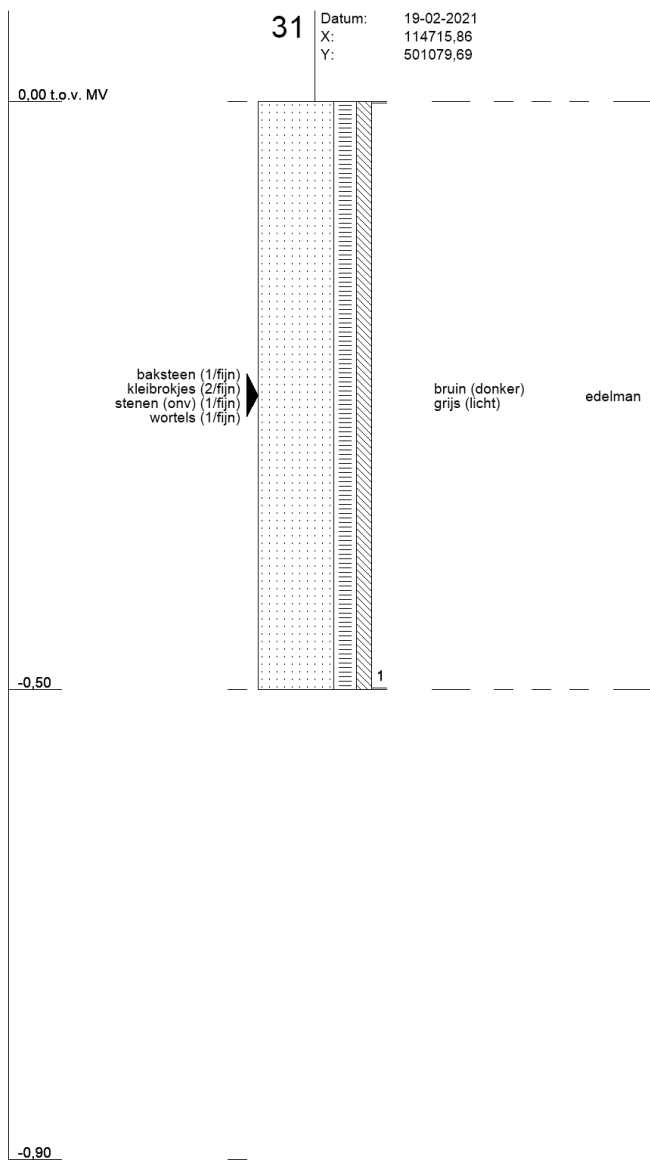 31
Datum: 19-02-2021
X: 114715,86
Y: 501079,69
0,00 t.o.v. MV
baksteen (1/fijn)
kleibrokjes (2/fijn)
stenen (onv) (1/fijn)
wortels (1/fijn)
bruin (donker)
grijs (licht)
edelman
1
-0,50
-0,90